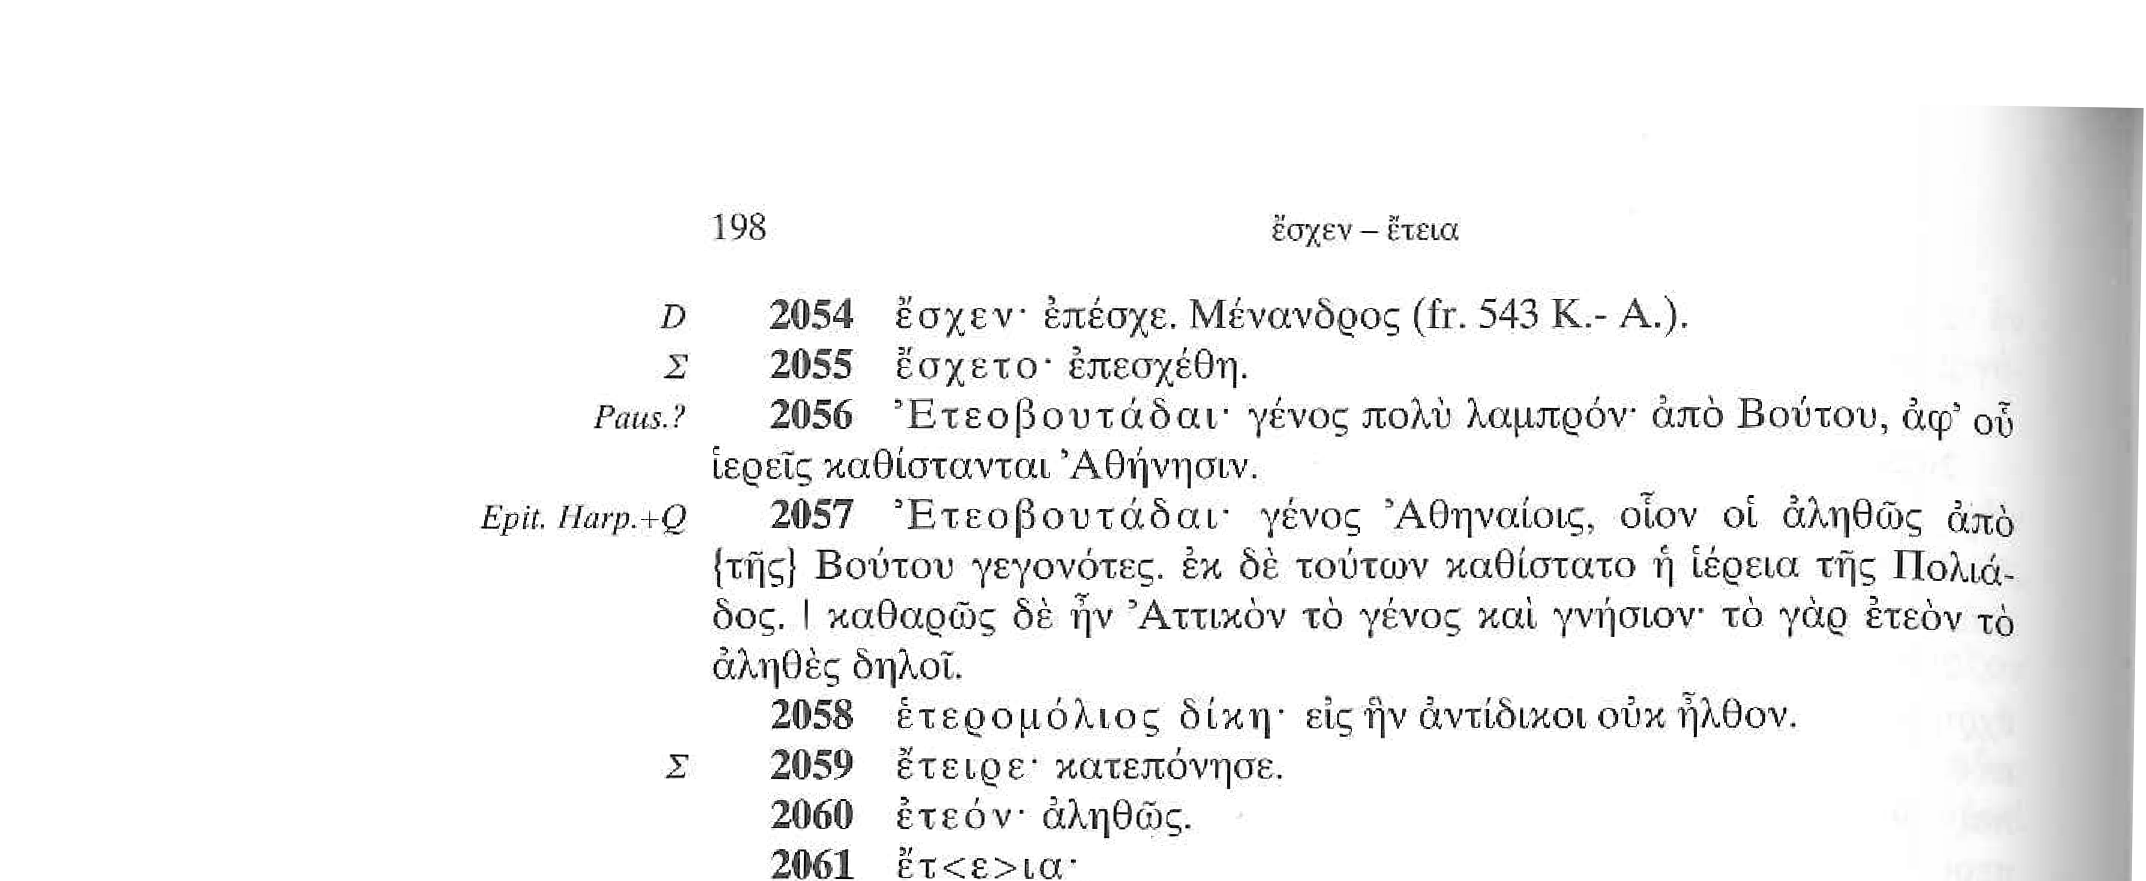 198 ἔσχεν – ἔτεια
D 2054 ἔσχεν· ἐπέσχε. Μένανδρος (fr. 543 K.- A.).
Σ 2055 ἔσχετο· ἐπεσχέθη.
Paus.? 2056 Ἐτεοβουτάδαι· γένος πολὺ λαμπρόν· ἀπὸ Βούτου, ἀφ’ οὗ
ἱερεῖς καθίστανται Ἀθήνησιν.
Epit. Harp.+Q 2057 Ἐτεοβουτάδαι· γένος Ἀθηναίοις, οἷον οἱ ἀληθῶς ἀπὸ
{τῆς} Βούτου γεγονότες. ἐκ δὲ τούτων καθίστατο ἡ ἱέρεια τῆς Πολιά-
δος. | καθαρῶς δὲ ἦν Ἀττικὸν τὸ γένος καὶ γνήσιον· τὸ γὰρ ἐτεὸν τὸ
ἀληθὲς δηλοῖ.
2058 ἑτερομόλιος δίκη· εἰς ἣν ἀντίδικοι οὐκ ἦλθον.
Σ 2059 ἔτειρε· κατεπόνησε.
2060 ἐτεόν· ἀληθῶς.
2061 ἔτ<ε>ια·